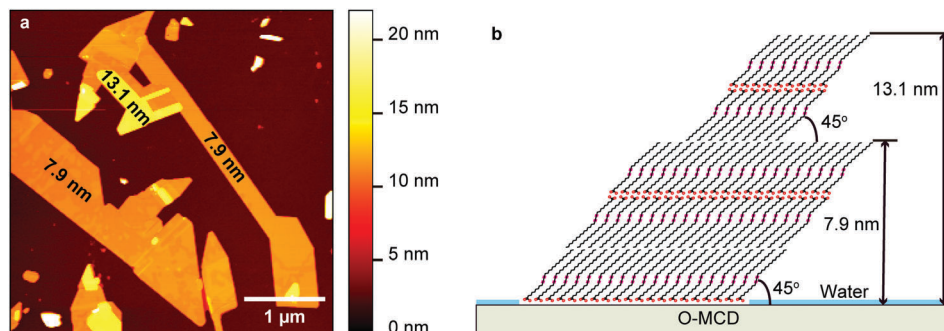 a
13.1 nm
7.9 nm
7.9 nm
1 µm
20 nm
15 nm
10 nm
5 nm
0 nm
b
45°
13.1 nm
7.9 nm
45°
Water
O-MCD